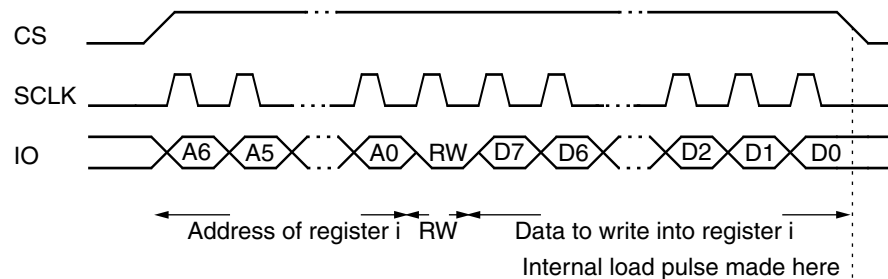 CS
SCLK
IO A6 A5 A0 RW D7 D6 D2 D1 D0
Address of register i RW Data to write into register i
Internal load pulse made here